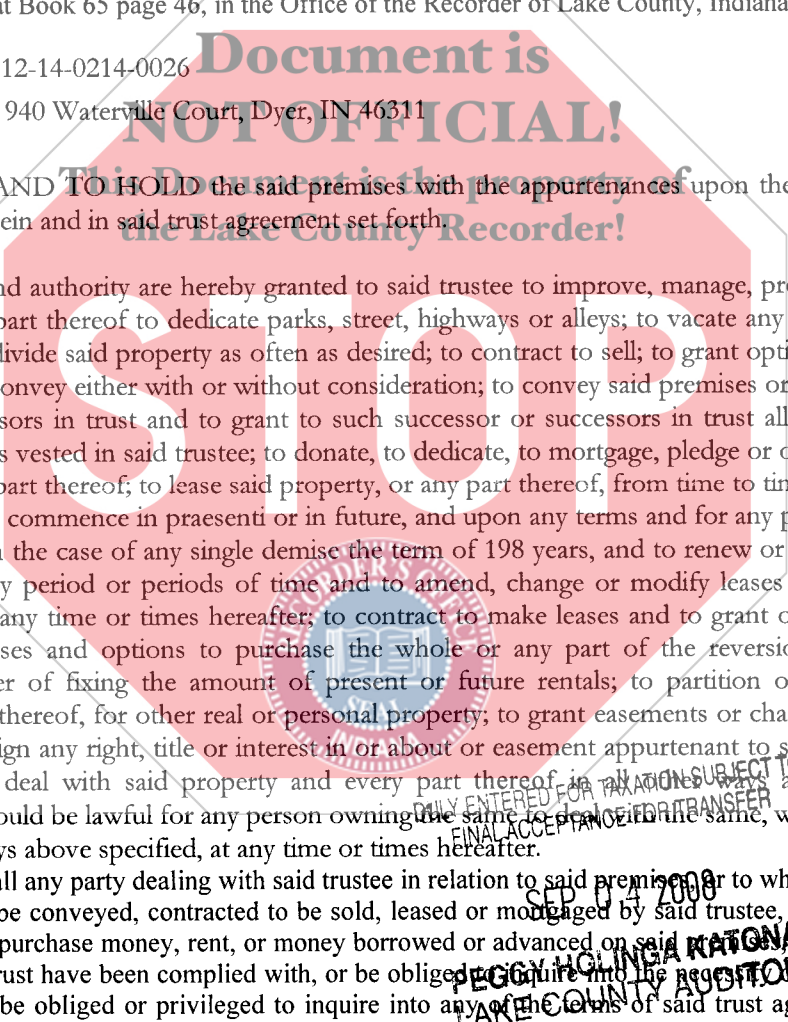 at Book 65 page 46, in the Office of the Recorder of Lake County, Indiana
Document is
12-14-0214-0026
940 Waterville Court, Dyer, IN 46311
NOT OFFICIAL!
This Document is the property of
AND TO HOLD the said premises with the appurtenances upon the
ein and in said trust agreement set forth.
the Lake County Recorder!
nd authority are hereby granted to said trustee to improve, manage, pr
part thereof to dedicate parks, street, highways or alleys; to vacate any
divide said property as often as desired; to contract to sell; to grant opti
onvey either with or without consideration; to convey said premises or
sors in trust and to grant to such successor or successors in trust all
s vested in said trustee; to donate, to dedicate, to mortgage, pledge or
part thereof; to lease said property, or any part thereof, from time to tim
STOP
commence in praesenti or in future, and upon any terms and for any p
the case of any single demise the term of 198 years, and to renew or
y period or periods of time and to amend, change or modify leases
any time or times hereafter; to contract to make leases and to grant o
ses and options to purchase the whole or any part of the reversi
er of fixing the amount of present or future rentals; to partition o
thereof, for other real or personal property; to grant easements or cha
ign any right, title or interest in or about or easement appurtenant to s
deal with said property and every part thereof in all other ways a
ould be lawful for any person owning the same to deal with the same, w
ys above specified, at any time or times hereafter.
RECORDER'S OFFICE
SEAL
INDIANA
DULY ENTERED FOR TAXATION SUBJECT T
FINAL ACCEPTANCE FOR TRANSFER
all any party dealing with said trustee in relation to said premises, or to wh
be conveyed, contracted to be sold, leased or mortgaged by said trustee,
purchase money, rent, or money borrowed or advanced on said premises,
rust have been complied with, or be obliged to inquire into the necessity
be obliged or privileged to inquire into any of the terms of said trust ag
SEP 04 2008
PEGGY HOLINGA KATONA
LAKE COUNTY AUDITO